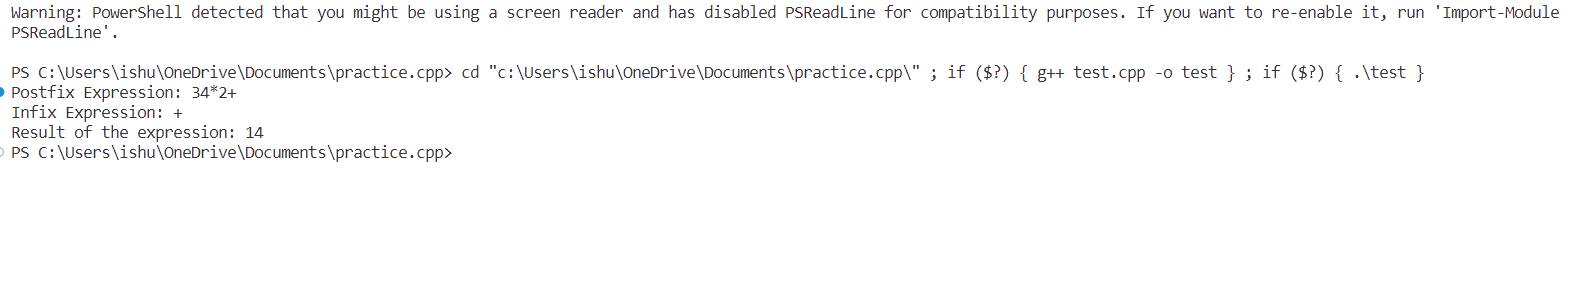 Warning: PowerShell detected that you might be using a screen reader and has disabled PSReadLine for compatibility purposes. If you want to re-enable it, run 'Import-Module
PSReadLine'.
PS C:\Users\ishu\OneDrive\Documents\practice.cpp> cd "c:\Users\ishu\OneDrive\Documents\practice.cpp\" ; if ($?) { g++ test.cpp -o test } ; if ($?) { .\test }
Postfix Expression: 34*2+
Infix Expression: +
Result of the expression: 14
PS C:\Users\ishu\OneDrive\Documents\practice.cpp>